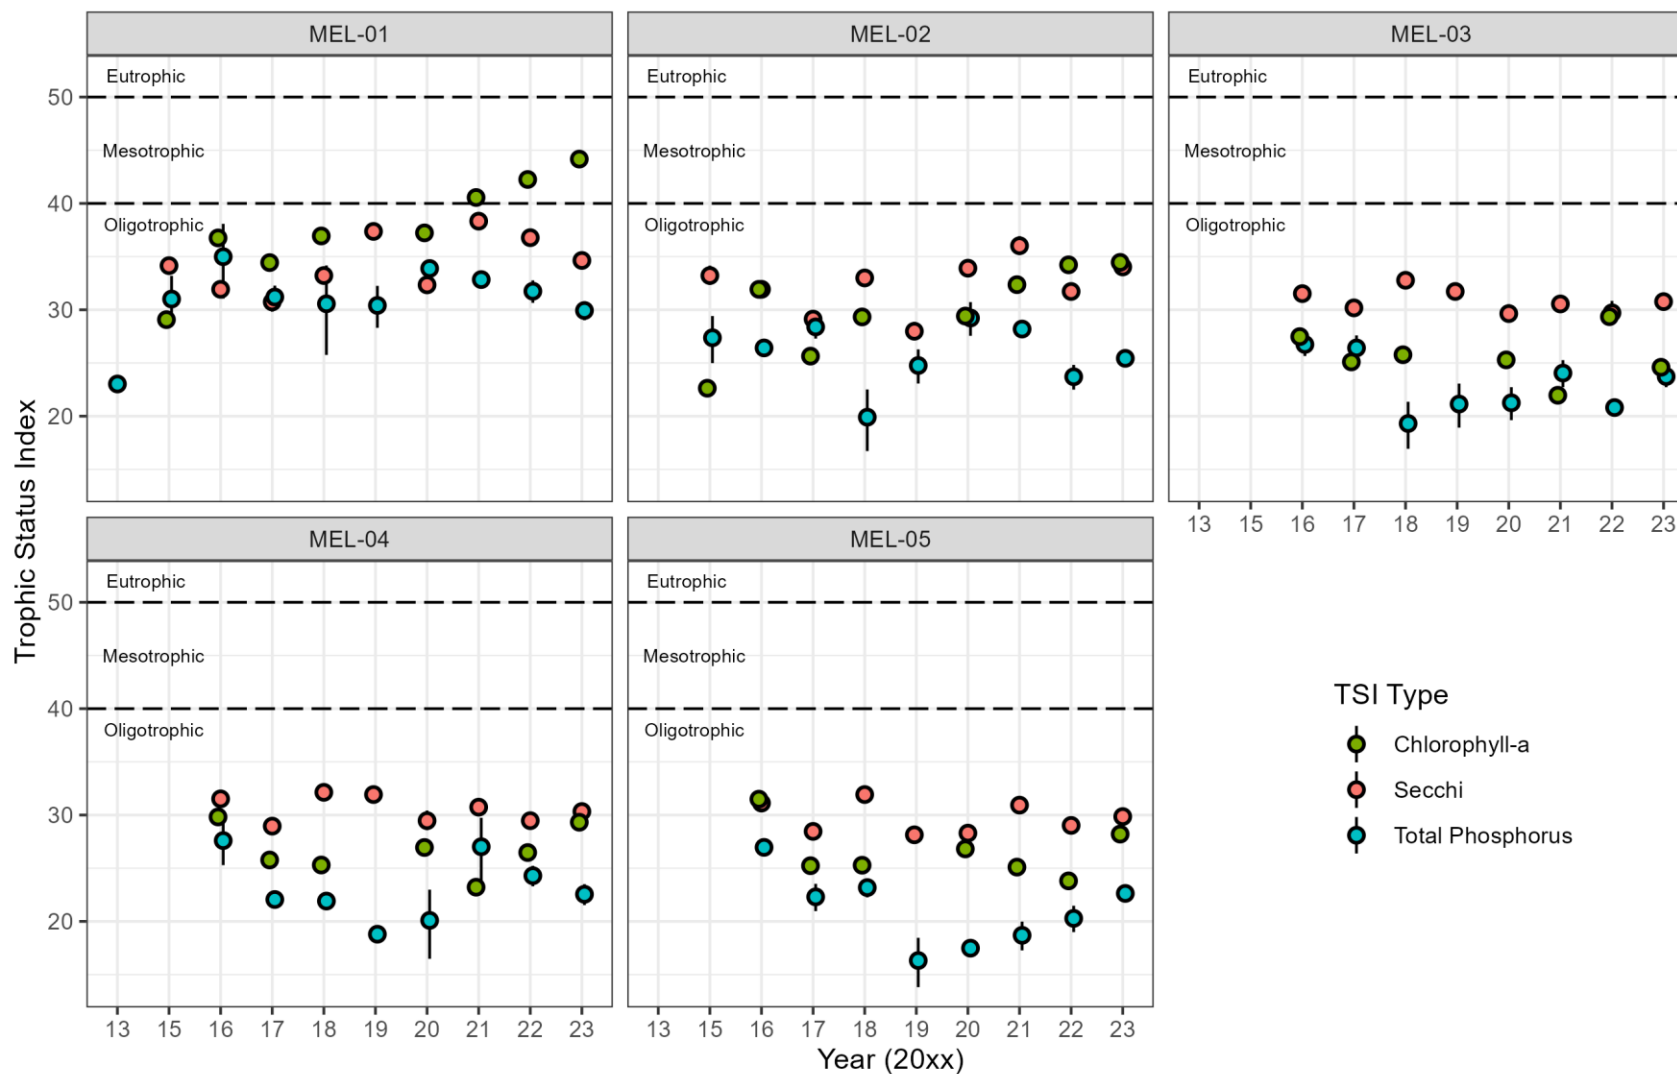 MEL-01
MEL-02
MEL-03
Eutrophic
Eutrophic
Eutrophic
50
Mesotrophic
Mesotrophic
Mesotrophic
40
Oligotrophic
Oligotrophic
Oligotrophic
30
20
13 15 16 17 18 19 20 21 22 23
MEL-04
MEL-05
Eutrophic
Eutrophic
50
Mesotrophic
Mesotrophic
40
Oligotrophic
Oligotrophic
30
20
13 15 16 17 18 19 20 21 22 23
13 15 16 17 18 19 20 21 22 23
Year (20xx)
Trophic Status Index
TSI Type
Chlorophyll-a
Secchi
Total Phosphorus